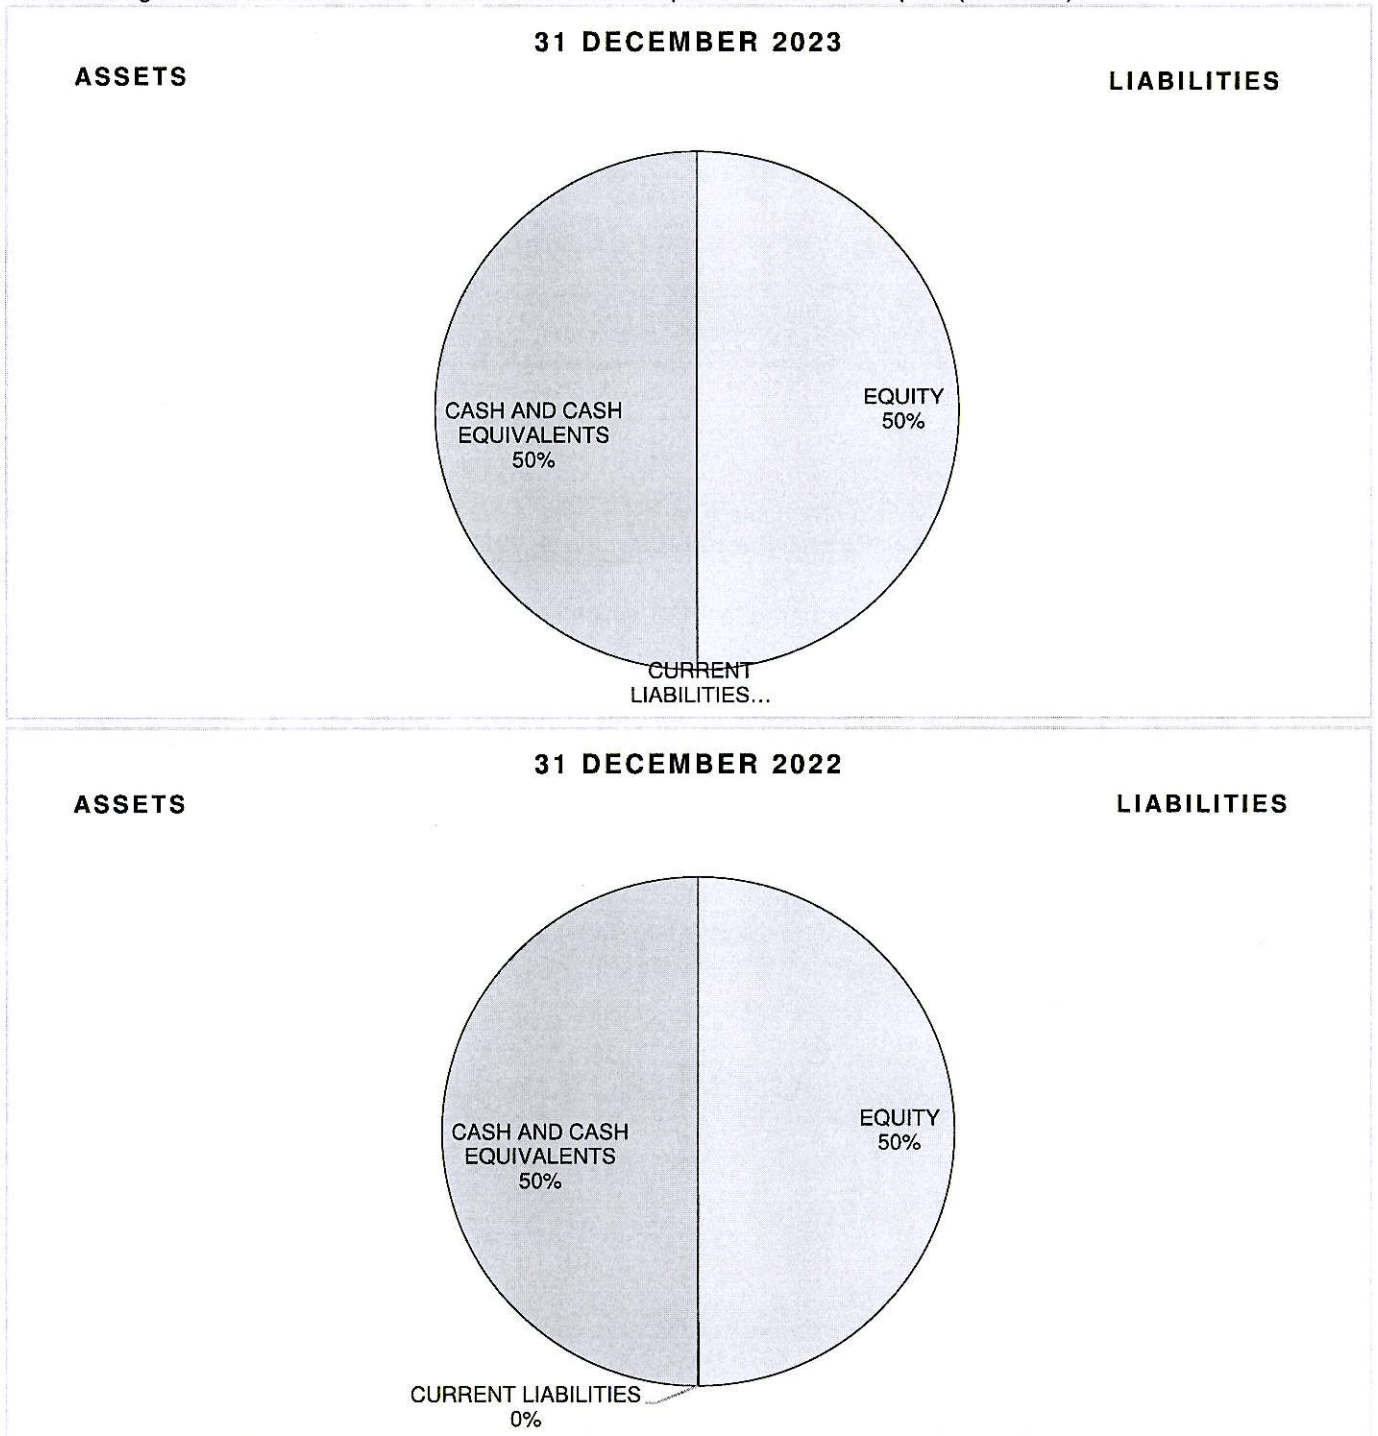 31 DECEMBER 2023
ASSETS
LIABILITIES
EQUITY
50%
CASH AND CASH
EQUIVALENTS
50%
CURRENT
LIABILITIES...
31 DECEMBER 2022
ASSETS
LIABILITIES
EQUITY
50%
CASH AND CASH
EQUIVALENTS
50%
CURRENT LIABILITIES
0%